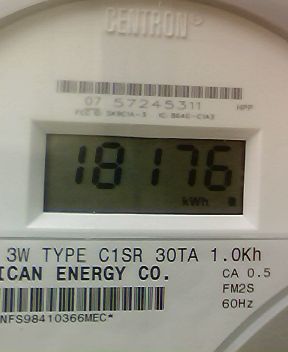 CENTRON
07 57245311 HPP
18176
kWh
3W TYPE C1SR 30TA 1.0Kh
ICAN ENERGY CO. CA 0.5
FM2S
60Hz
NFS98410366MEC*